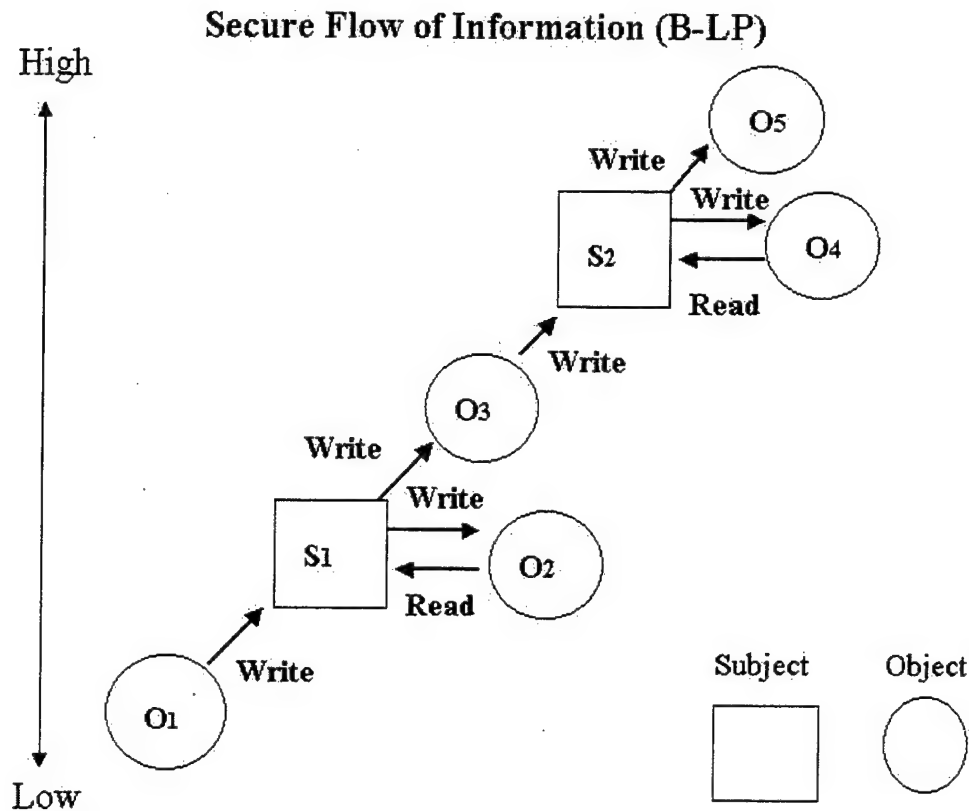 Secure Flow of Information (B-LP)
High
O5
Write
Write
S2
O4
Read
Write
O3
Write
Write
S1
O2
Read
Write
O1
Subject
Object
Low